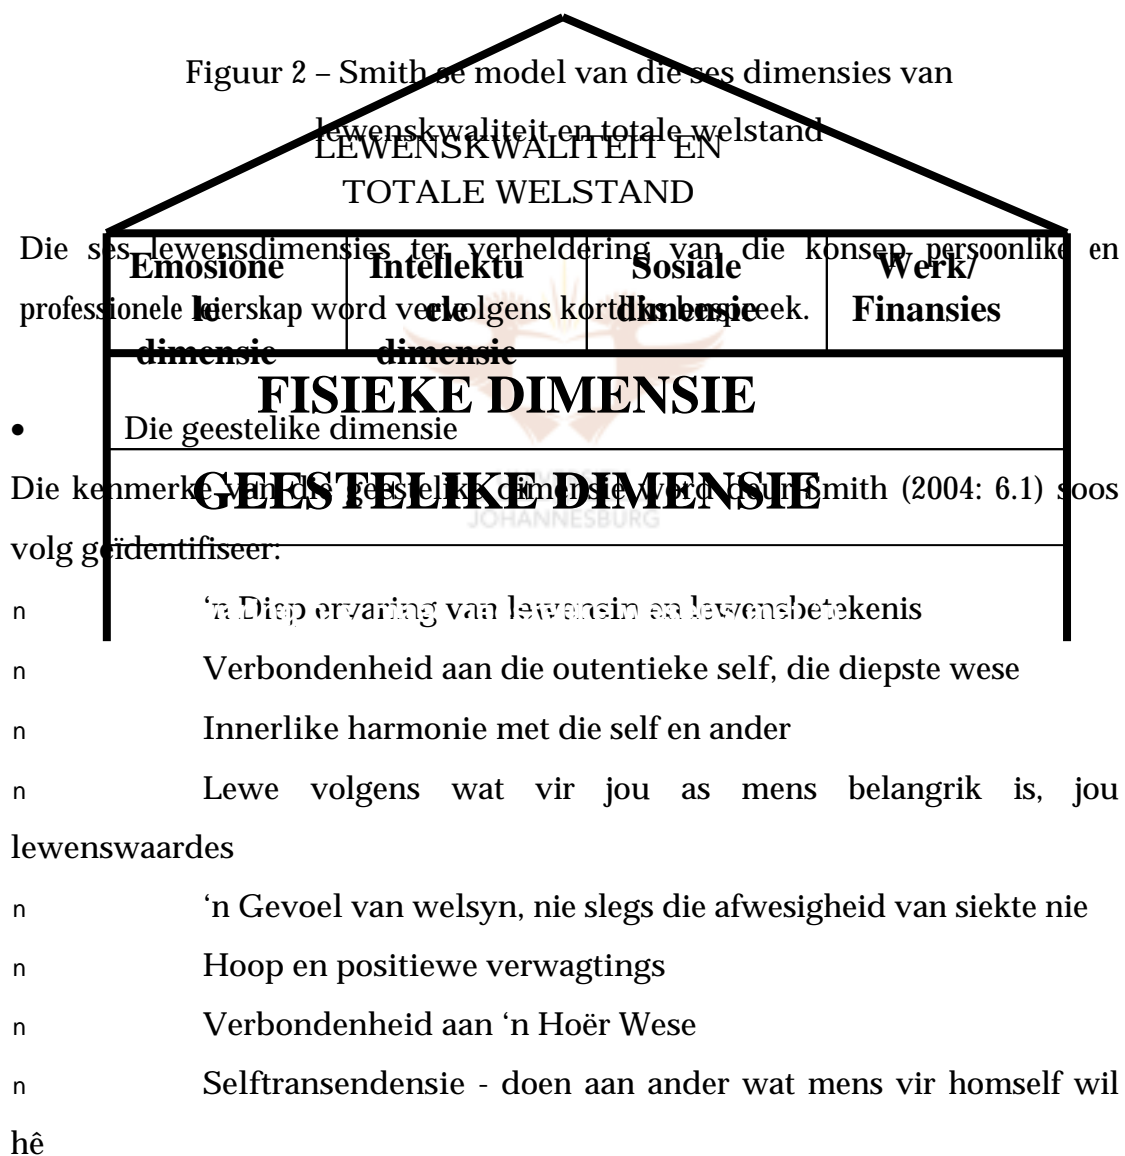 Figuur 2 – Smith se model van die ses dimensies van
lewenskwaliteit en totale welstand
LEWENSKWALITEIT EN
TOTALE WELSTAND
Die ses lewensdimensies ter verheldering van die konsep persoonlike en
professionele leierskap word vervolgens kortliks bespreek.
Emosione
le
dimensie
Intellektu
ele
dimensie
Sosiale
dimensie
Werk/
Finansies
FISIEKE DIMENSIE
• Die geestelike dimensie
GEESTELIKE DIMENSIE
Die kenmerke van die geestelike dimensie word deur Smith (2004: 6.1) soos
volg geïdentifiseer:
JOHANNESBURG
n ‘n Diep ervaring van lewensin en lewensbetekenis
n Verbondenheid aan die outentieke self, die diepste wese
n Innerlike harmonie met die self en ander
n Lewe volgens wat vir jou as mens belangrik is, jou
lewenswaardes
n ‘n Gevoel van welsyn, nie slegs die afwesigheid van siekte nie
n Hoop en positiewe verwagtings
n Verbondenheid aan ‘n Hoër Wese
n Selftransendensie - doen aan ander wat mens vir homself wil
hê